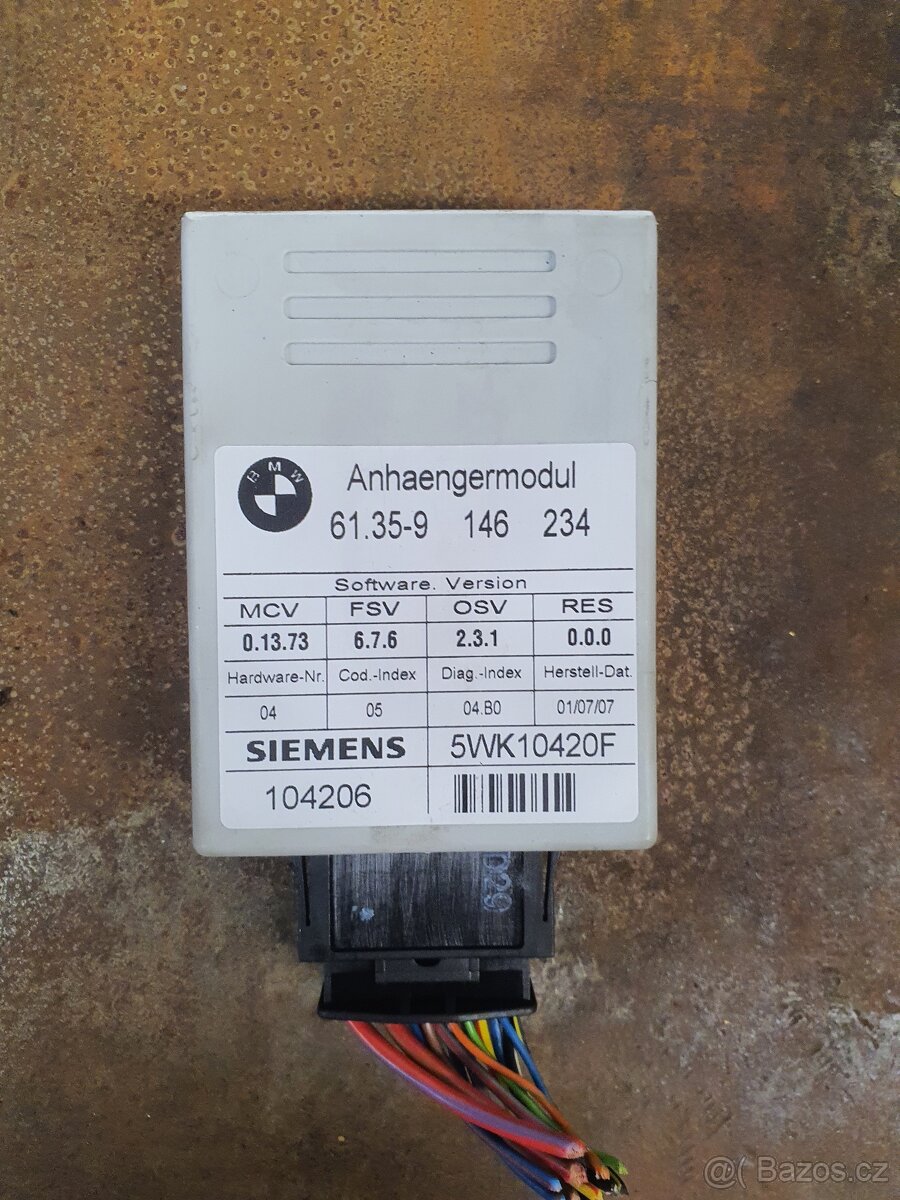 BMW
Anhaengermodul
61.35-9 146 234
Software. Version
MCV FSV OSV RES
0.13.73 6.7.6 2.3.1 0.0.0
Hardware-Nr. Cod.-Index Diag.-Index Herstell-Dat.
04 05 04.B0 01/07/07
SIEMENS 5WK10420F
104206
@( Bazos.cz